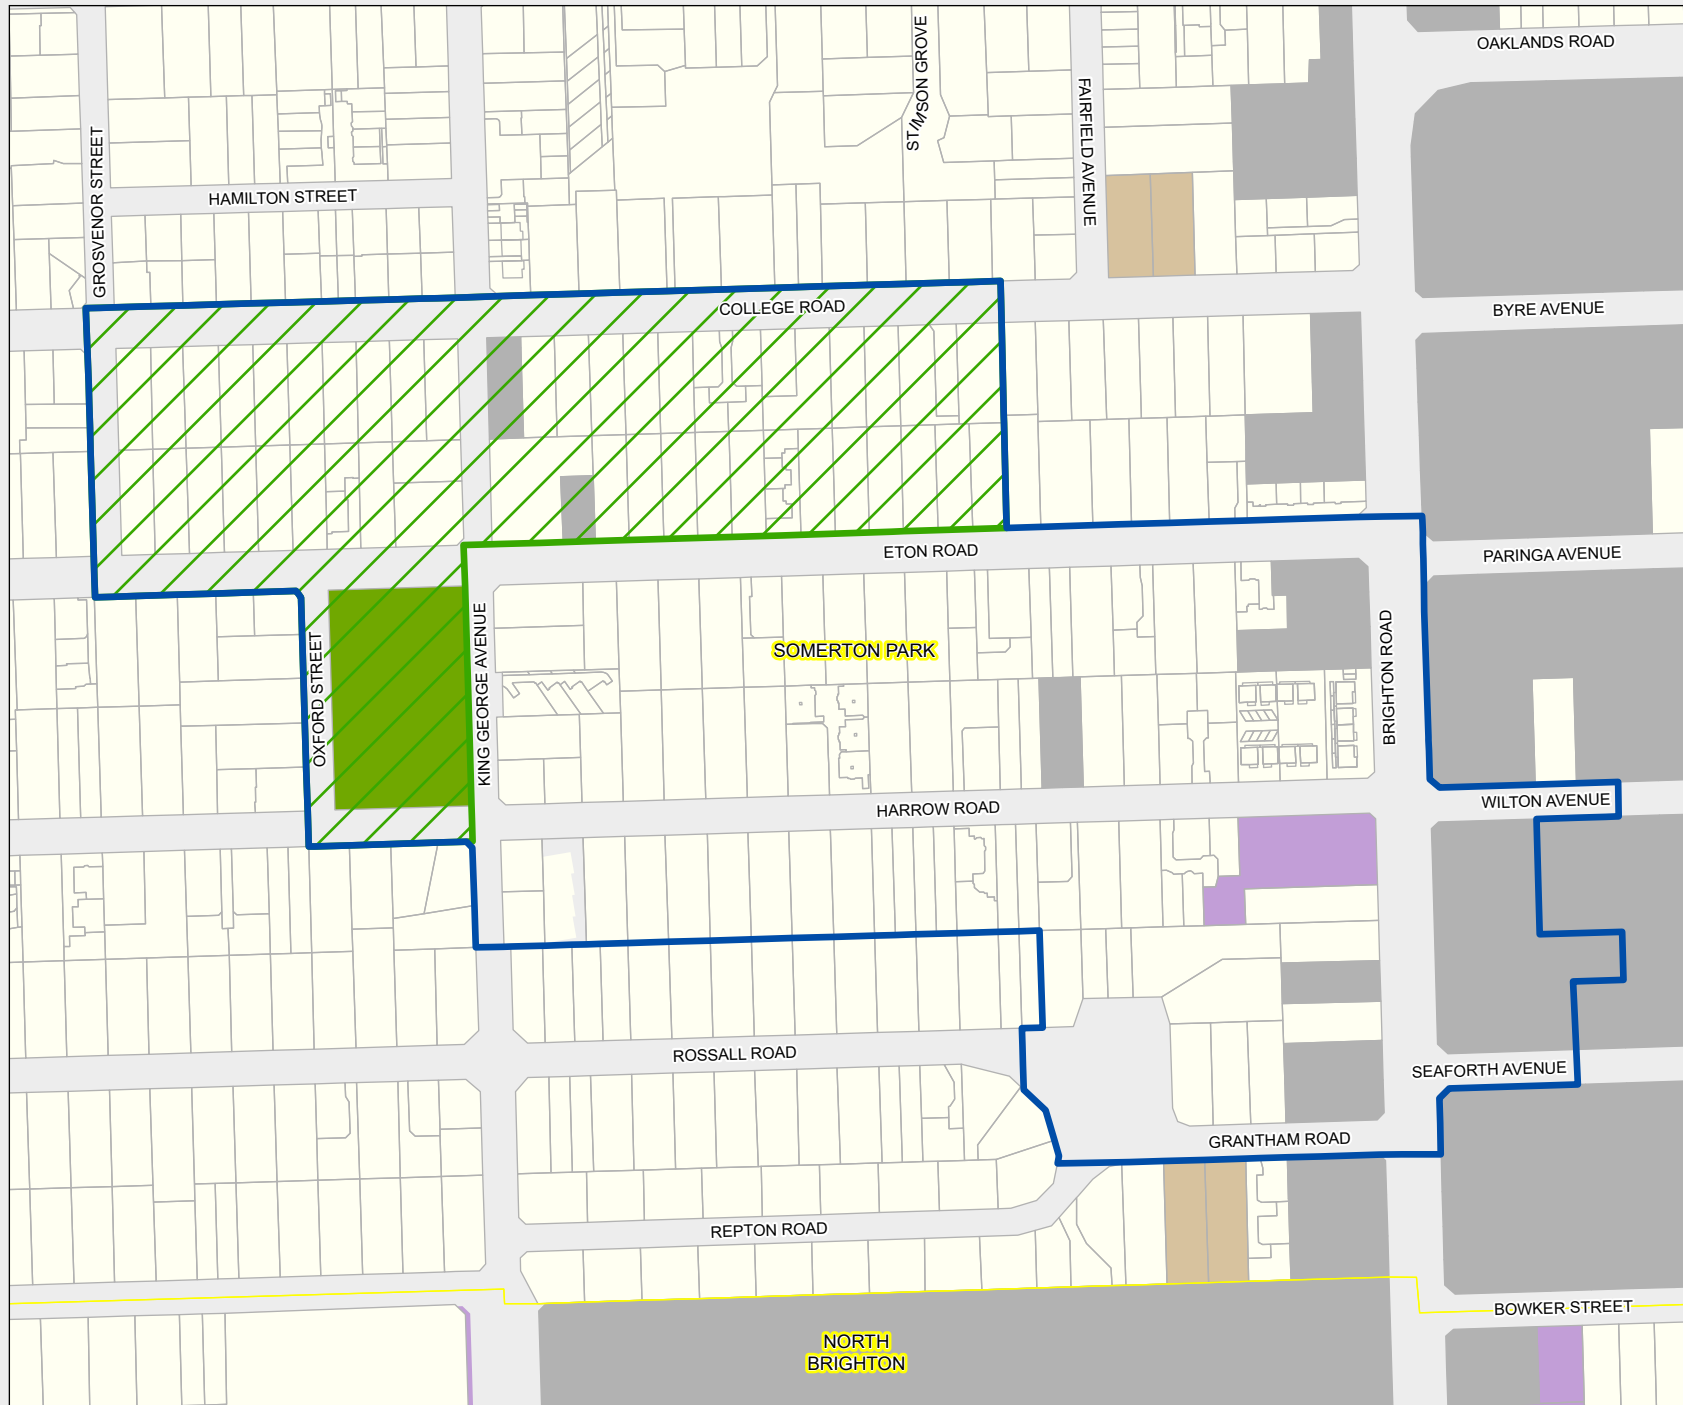 OAKLANDS ROAD
STIMSON GROVE
FAIRFIELD AVENUE
GROSVENOR STREET
HAMILTON STREET
COLLEGE ROAD
BYRE AVENUE
ETON ROAD
PARINGA AVENUE
OXFORD STREET
KING GEORGE AVENUE
SOMERTON PARK
BRIGHTON ROAD
HARROW ROAD
WILTON AVENUE
ROSSALL ROAD
SEAFORTH AVENUE
GRANTHAM ROAD
REPTON ROAD
BOWKER STREET
NORTH
BRIGHTON